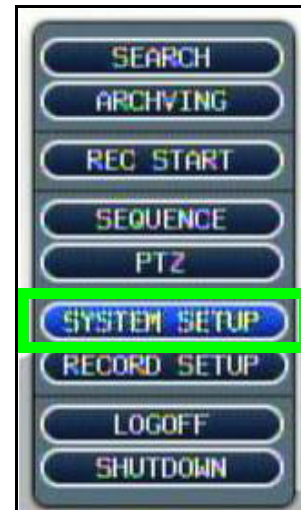 SEARCH
ARCHVING
REC START
SEQUENCE
PTZ
SYSTEM SETUP
RECORD SETUP
LOGOFF
SHUTDOWN